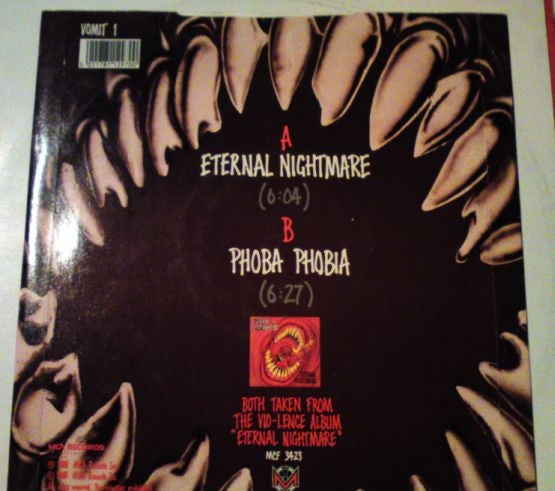 VOMIT 1
A
ETERNAL NIGHTMARE
(6:04)
B
PHOBA PHOBIA
(6:27)
BOTH TAKEN FROM
THE VIO-LENCE ALBUM
"ETERNAL NIGHTMARE"
MCF 3423
MCA RECORDS